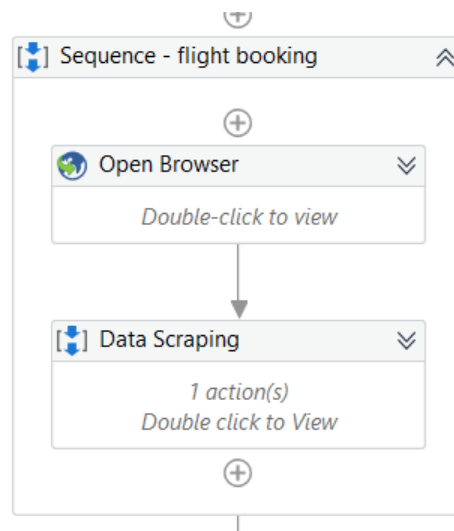 Sequence - flight booking
Open Browser
Double-click to view
Data Scraping
1 action(s)
Double click to View